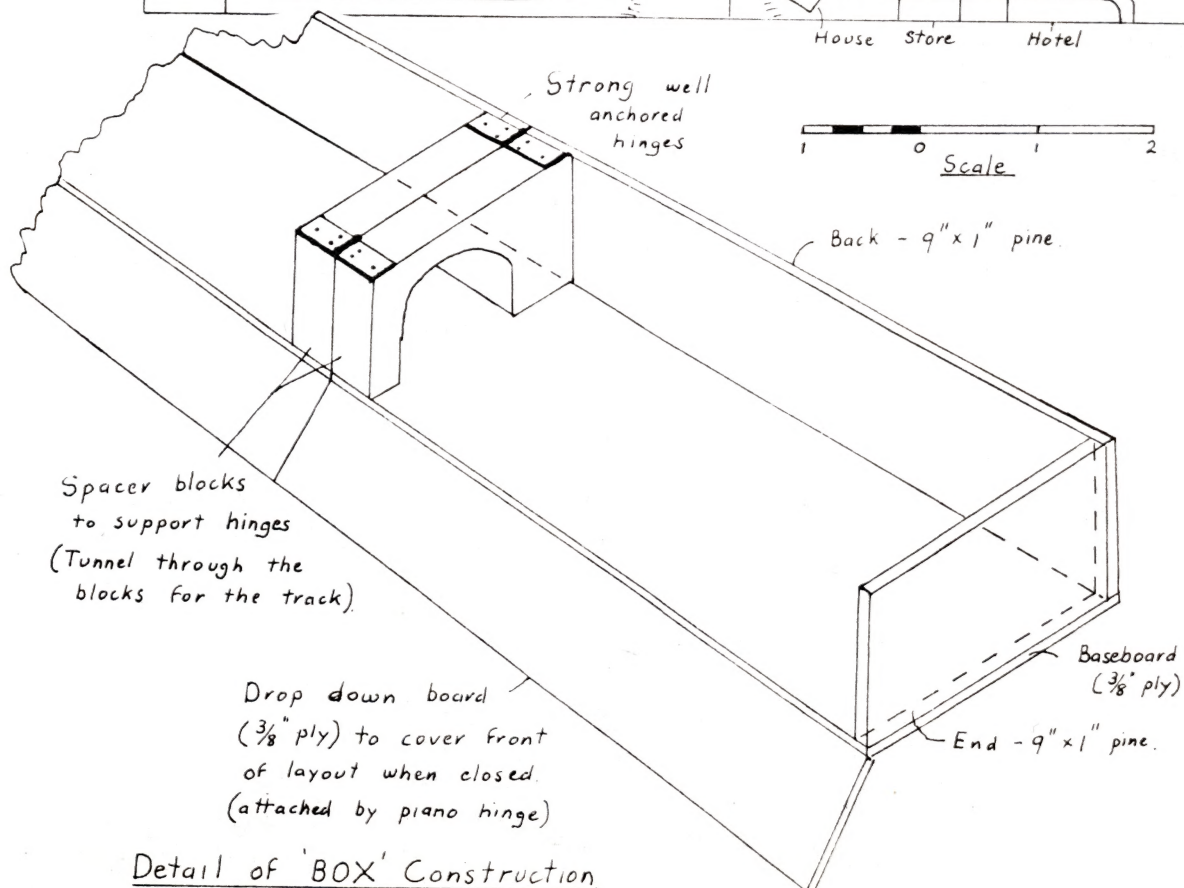 House Store Hotel
Strong well
anchored
hinges
1 0 1 2
Scale
Back - 9" x 1" pine.
Spacer blocks
to support hinges
(Tunnel through the
blocks for the track).
Baseboard
(3/8" ply)
End - 9" x 1" pine.
Drop down board
(3/8" ply) to cover front
of layout when closed.
(attached by piano hinge)
Detail of 'BOX' Construction